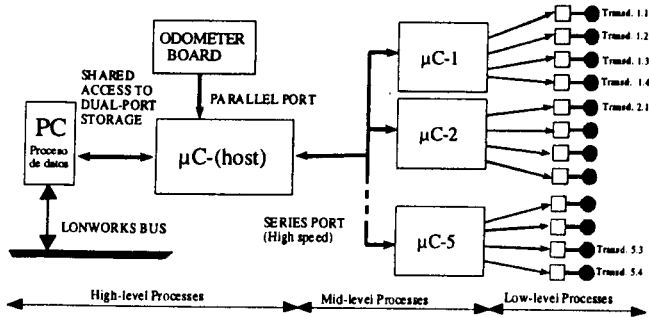 ODOMETER
BOARD
SHARED
ACCESS TO
DUAL-PORT
STORAGE
PARALLEL PORT
PC
Proceso
de datos
µC-(host)
LONWORKS BUS
SERIES PORT
(High speed)
µC-1
µC-2
µC-5
Transd. 1.1
Transd. 1.2
Transd. 1.3
Transd. 1.4
Transd. 2.1
Transd. 5.3
Transd. 5.4
High-level Processes
Mid-level Processes
Low-level Processes